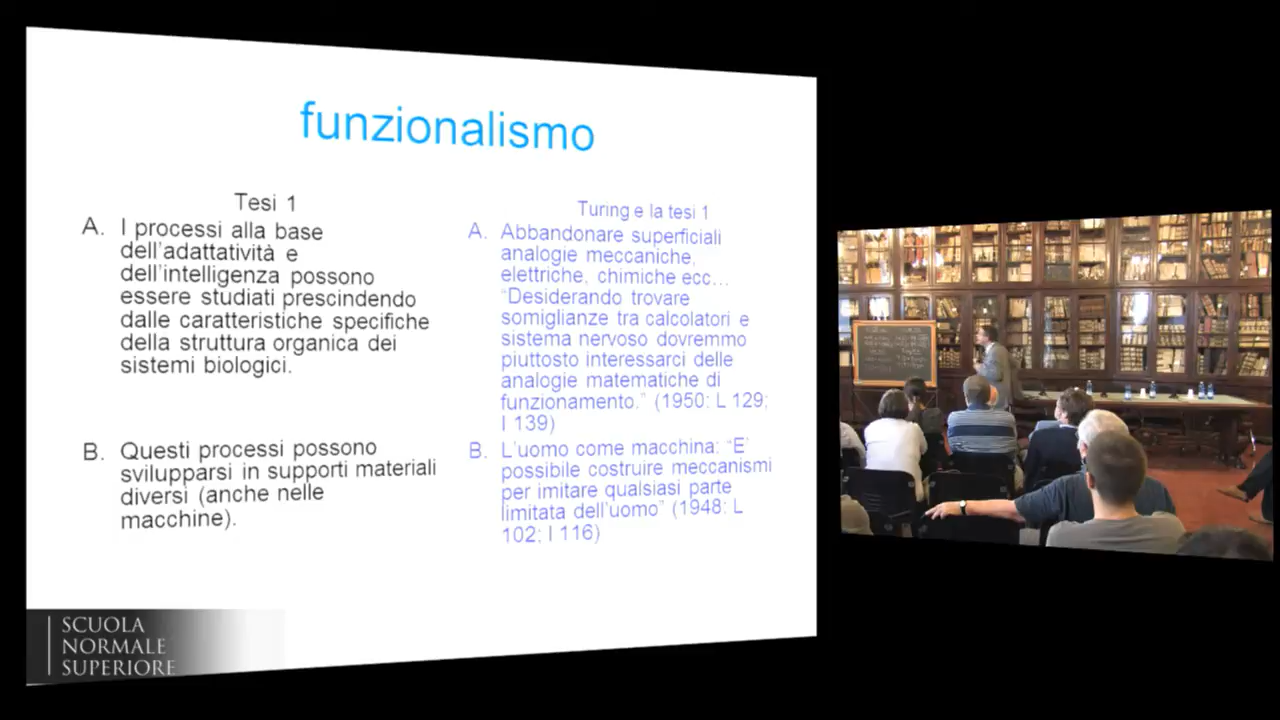 funzionalismo
Tesi 1
A. I processi alla base
dell'adattatività e
dell'intelligenza possono
essere studiati prescindendo
dalle caratteristiche specifiche
della struttura organica dei
sistemi biologici.
B. Questi processi possono
svilupparsi in supporti materiali
diversi (anche nelle
macchine).
Turing e la tesi 1
A. Abbandonare superficiali
analogie meccaniche,
elettriche, chimiche ecc…
“Desiderando trovare
somiglianze tra calcolatori e
sistema nervoso dovremmo
piuttosto interessarci delle
analogie matematiche di
funzionamento.” (1950: L 129;
I 139)
B. L'uomo come macchina: “E'
possibile costruire meccanismi
per imitare qualsiasi parte
limitata dell'uomo” (1948: L
102; I 116)
SCUOLA
NORMALE
SUPERIORE